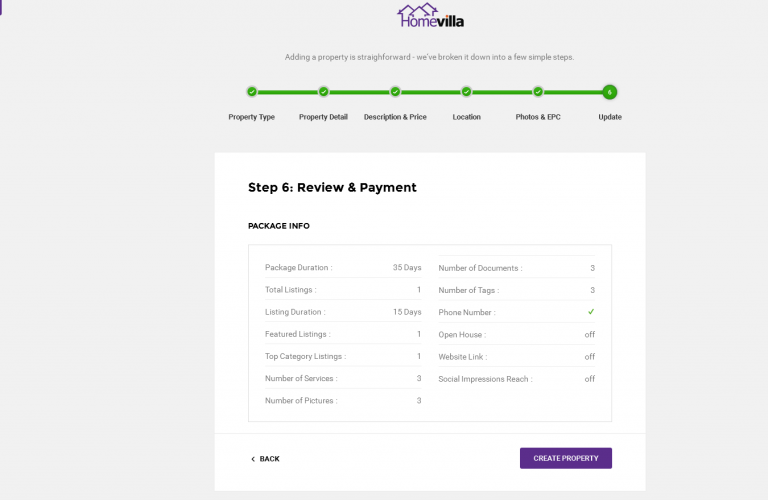 Homevilla
Adding a property is straighforward - we've broken it down into a few simple steps.
6
Property Type Property Detail Description & Price Location Photos & EPC Update
Step 6: Review & Payment
PACKAGE INFO
Package Duration : 35 Days
Total Listings : 1
Listing Duration : 15 Days
Featured Listings : 1
Top Category Listings : 1
Number of Services : 3
Number of Pictures : 3
Number of Documents : 3
Number of Tags : 3
Phone Number :
Open House : off
Website Link : off
Social Impressions Reach : off
BACK
CREATE PROPERTY